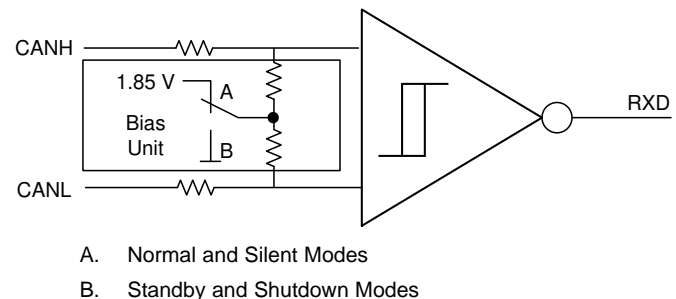 CANH
1.85 V
A
RXD
Bias
Unit
B
CANL
A. Normal and Silent Modes
B. Standby and Shutdown Modes